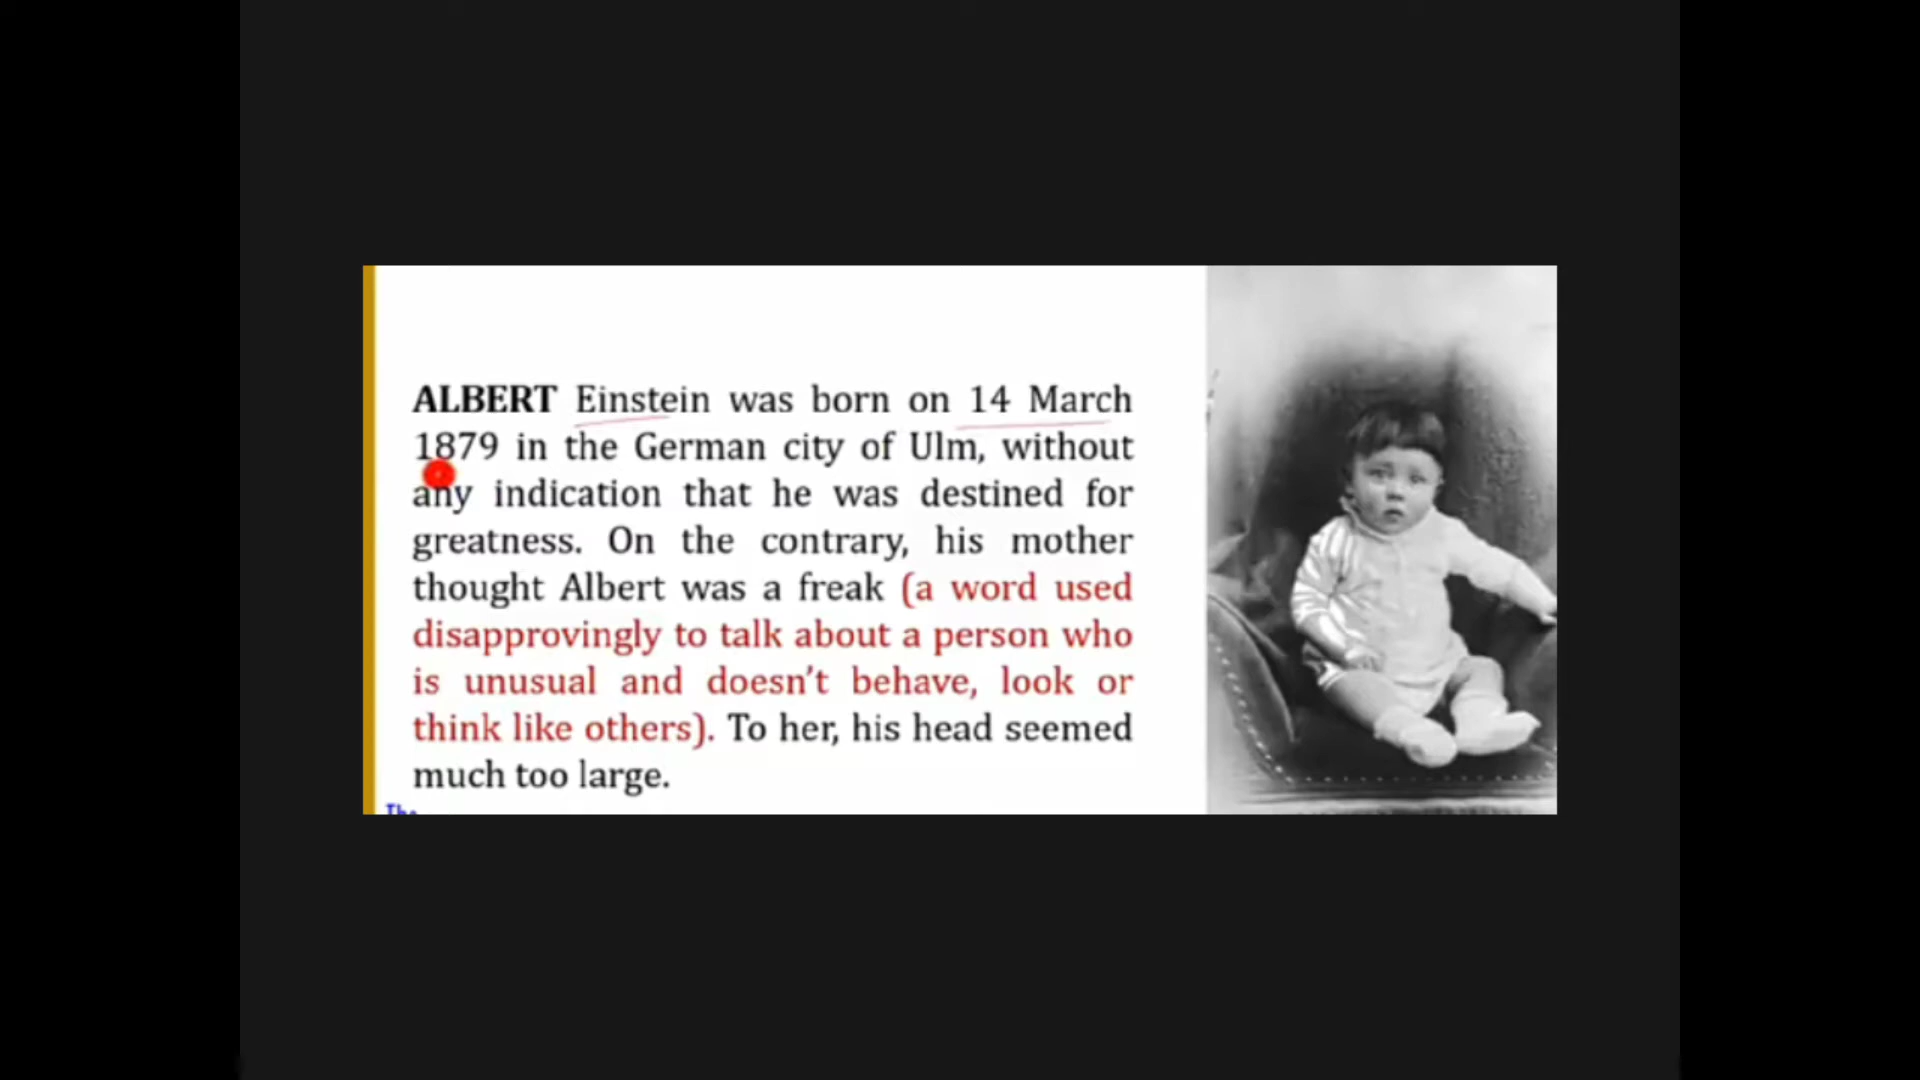 ALBERT Einstein was born on 14 March
1879 in the German city of Ulm, without
any indication that he was destined for
greatness. On the contrary, his mother
thought Albert was a freak (a word used
disapprovingly to talk about a person who
is unusual and doesn't behave, look or
think like others). To her, his head seemed
much too large.
The